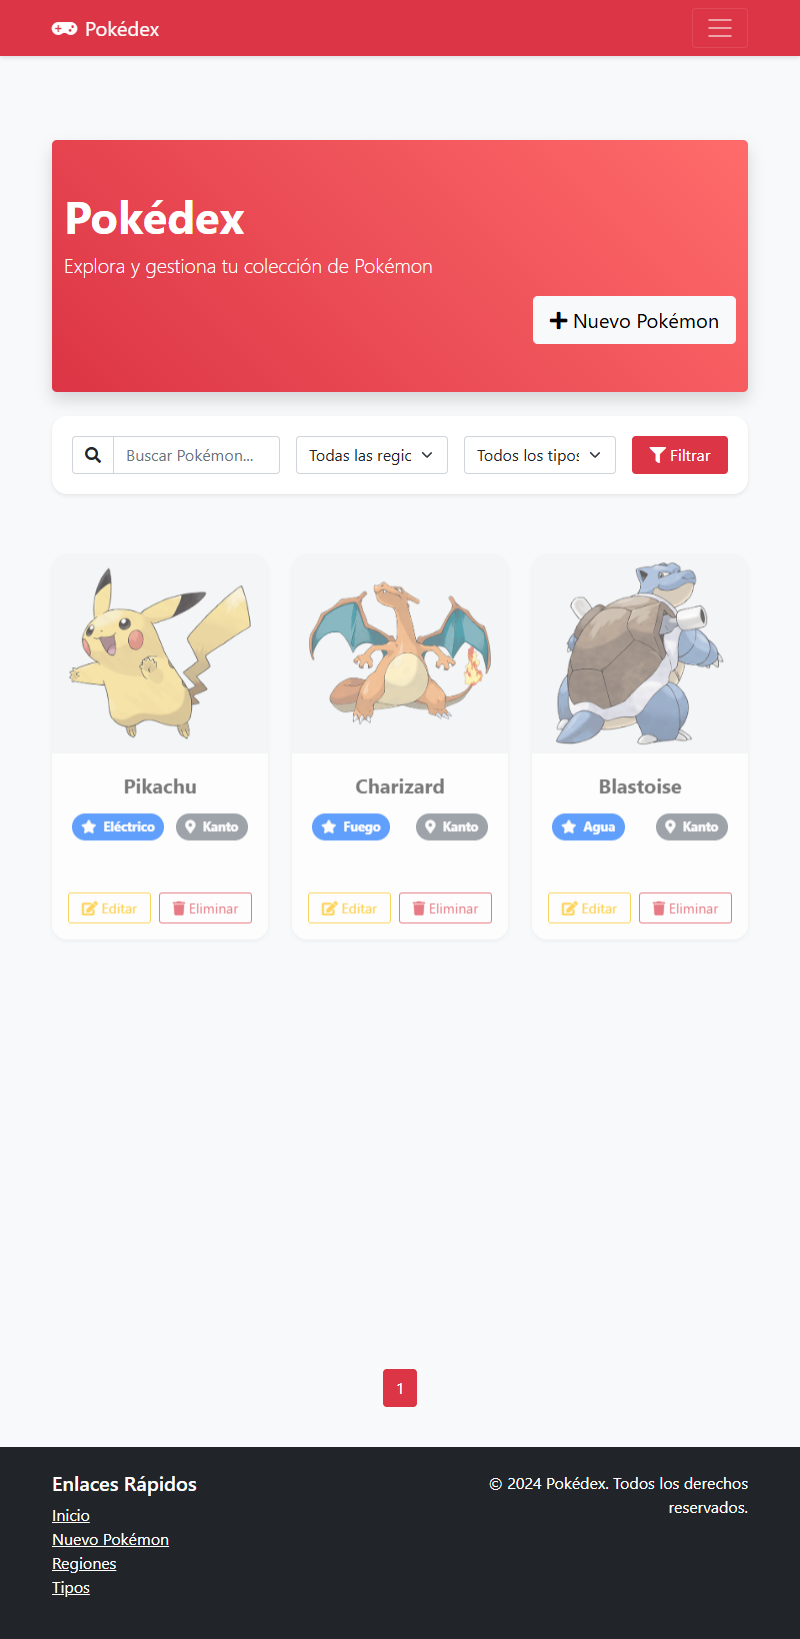 Pokédex
Pokédex
Explora y gestiona tu colección de Pokémon
Nuevo Pokémon
Buscar Pokémon...
Todas las regic
Todos los tipos
Filtrar
Pikachu
Eléctrico
Kanto
Editar
Eliminar
Charizard
Fuego
Kanto
Editar
Eliminar
Blastoise
Agua
Kanto
Editar
Eliminar
1
Enlaces Rápidos
Inicio
Nuevo Pokémon
Regiones
Tipos
© 2024 Pokédex. Todos los derechos
reservados.